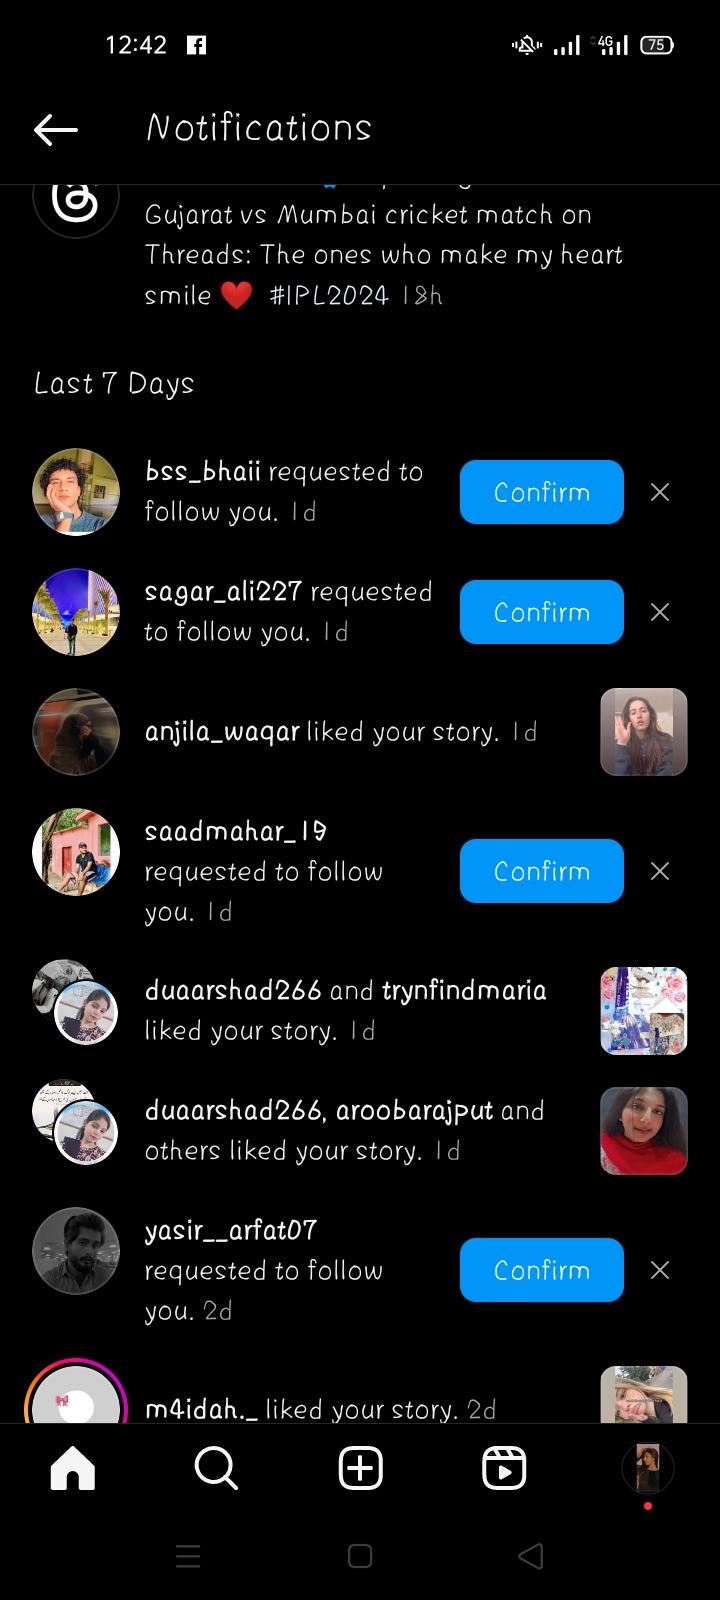 12:42
4G
75
Notifications
Gujarat vs Mumbai cricket match on
Threads: The ones who make my heart
smile ❤️ #IPL2024 18h
Last 7 Days
bss_bhaii requested to
follow you. 1d
Confirm
sagar_ali227 requested
to follow you. 1d
Confirm
anjila_waqar liked your story. 1d
saadmahar_19
requested to follow
you. 1d
Confirm
duaarshad266 and trynfindmaria
liked your story. 1d
duaarshad266, aroobarajput and
others liked your story. 1d
yasir__arfat07
requested to follow
you. 2d
Confirm
m4idah._ liked your story. 2d